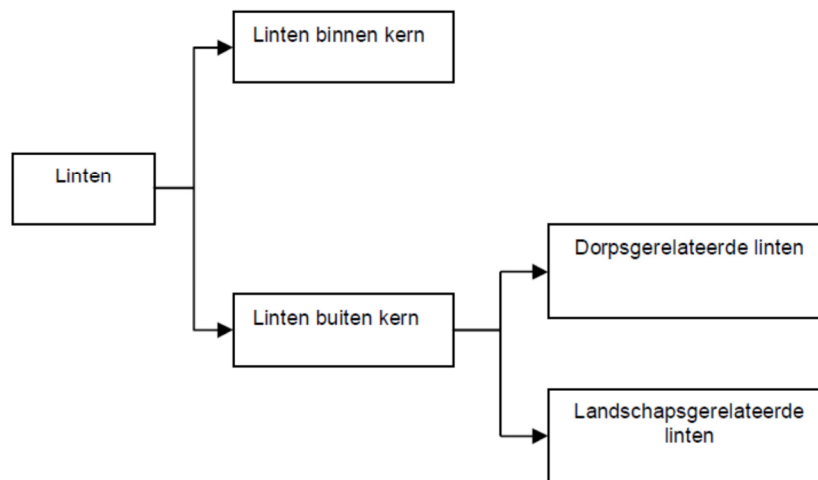 Linten binnen kern
Linten
Dorpsgerelateerde linten
Linten buiten kern
Landschapsgerelateerde
linten